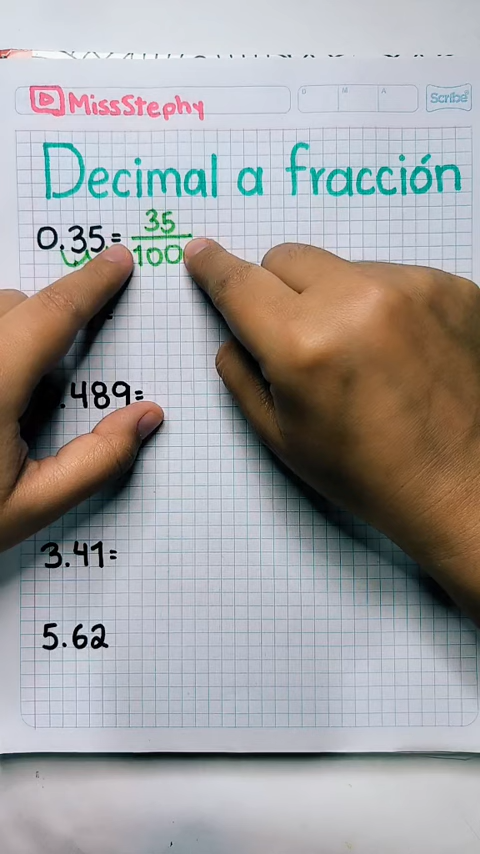 MissStephy
D M A
Scribe
Decimal a fracción
0.35= 35/100
.489=
3.41=
5.62